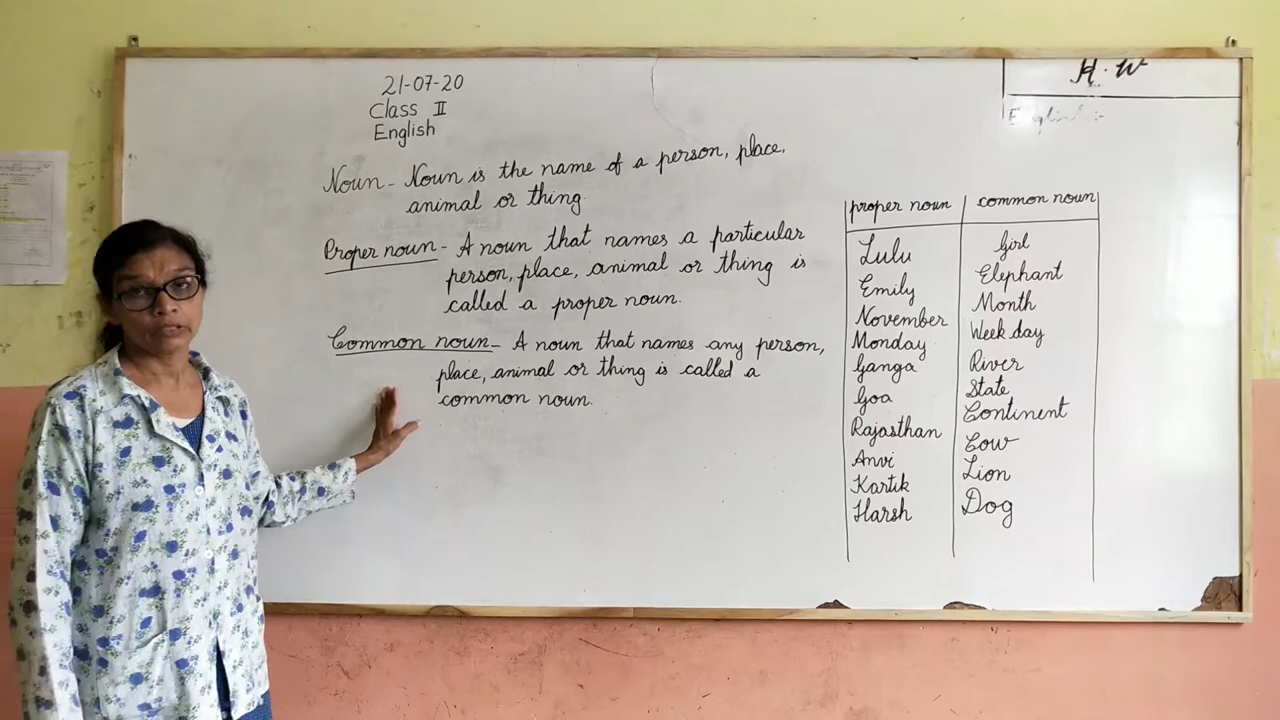 21-07-20
Class II
English
H.W
English:-
Noun - Noun is the name of a person, place,
animal or thing.
Proper noun - A noun that names a particular
person, place, animal or thing is
called a proper noun.
Common noun - A noun that names any person,
place, animal or thing is called a
common noun.
proper noun common noun
Lulu Girl
Emily Elephant
November Month
Monday Week day
Ganga River
Goa State
Rajasthan Continent
Anvi Cow
Kartik Lion
Harsh Dog